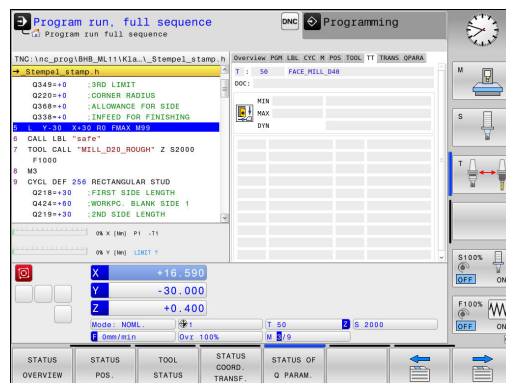 Program run, full sequence
Program run full sequence
DNC
Programming
TNC:\nc_prog\BHB_ML11\Kla…\_Stempel_stamp.h
→_Stempel_stamp.h
Q349=+0 ;3RD LIMIT
Q220=+0 ;CORNER RADIUS
Q368=+0 ;ALLOWANCE FOR SIDE
Q338=+0 ;INFEED FOR FINISHING
5 L Y-30 X+30 R0 FMAX M99
6 CALL LBL "safe"
7 TOOL CALL "MILL_D20_ROUGH" Z S2000
F1000
8 M3
9 CYCL DEF 256 RECTANGULAR STUD
Q218=+30 ;FIRST SIDE LENGTH
Q424=+60 ;WORKPC. BLANK SIDE 1
Q219=+30 ;2ND SIDE LENGTH
0% X [Nm] P1 -T1
0% Y [Nm] LIMIT ?
Overview PGM LBL CYC M POS TOOL TT TRANS QPARA
T : 50 FACE_MILL_D40
DOC:
MIN
MAX
DYN
X +16.590
Y -30.000
Z +0.400
Mode: NOML. 1 T 50 Z S 2000
F 0mm/min Ovr 100% M 3/9
M
S
T
S100%
OFF ON
F100%
OFF ON
STATUS OVERVIEW
STATUS POS.
TOOL STATUS
STATUS COORD. TRANSF.
STATUS OF Q PARAM.